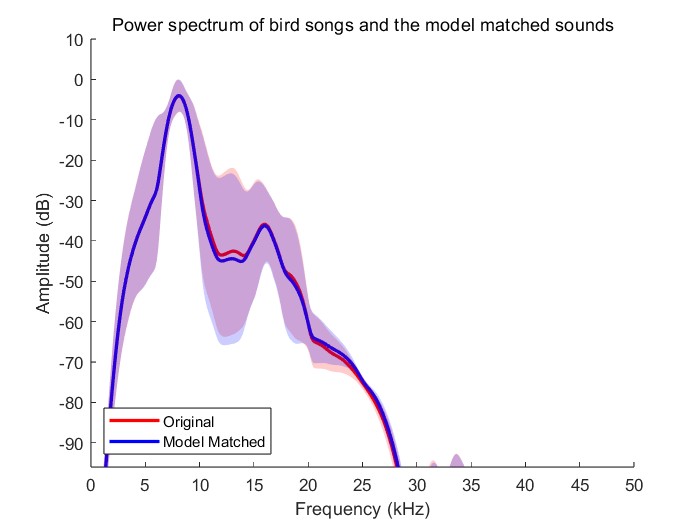 Power spectrum of bird songs and the model matched sounds
10
0
-10
-20
-30
-40
-50
-60
-70
-80
-90
Amplitude (dB)
Original
Model Matched
0 5 10 15 20 25 30 35 40 45 50
Frequency (kHz)